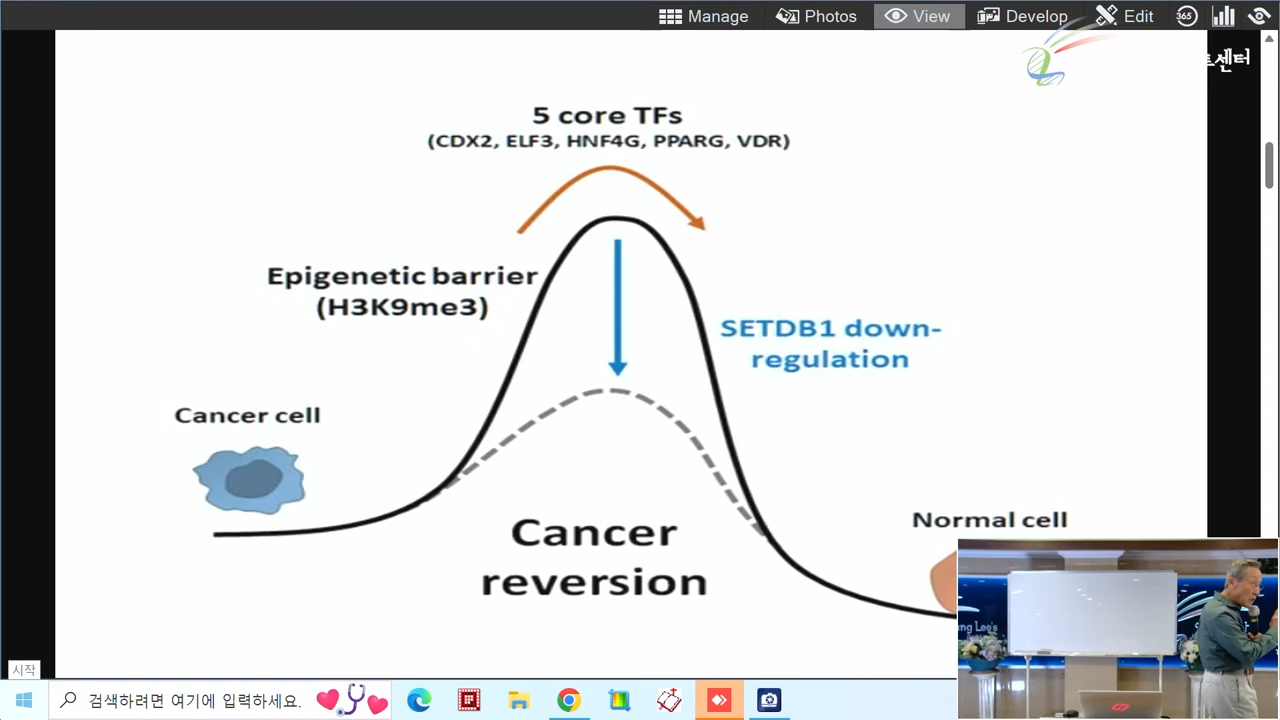 Manage
Photos
View
Develop
Edit
365
트센터
5 core TFs
(CDX2, ELF3, HNF4G, PPARG, VDR)
Epigenetic barrier
(H3K9me3)
SETDB1 down-
regulation
Cancer cell
Cancer
reversion
Normal cell
Lee's
시작
검색하려면 여기에 입력하세요.